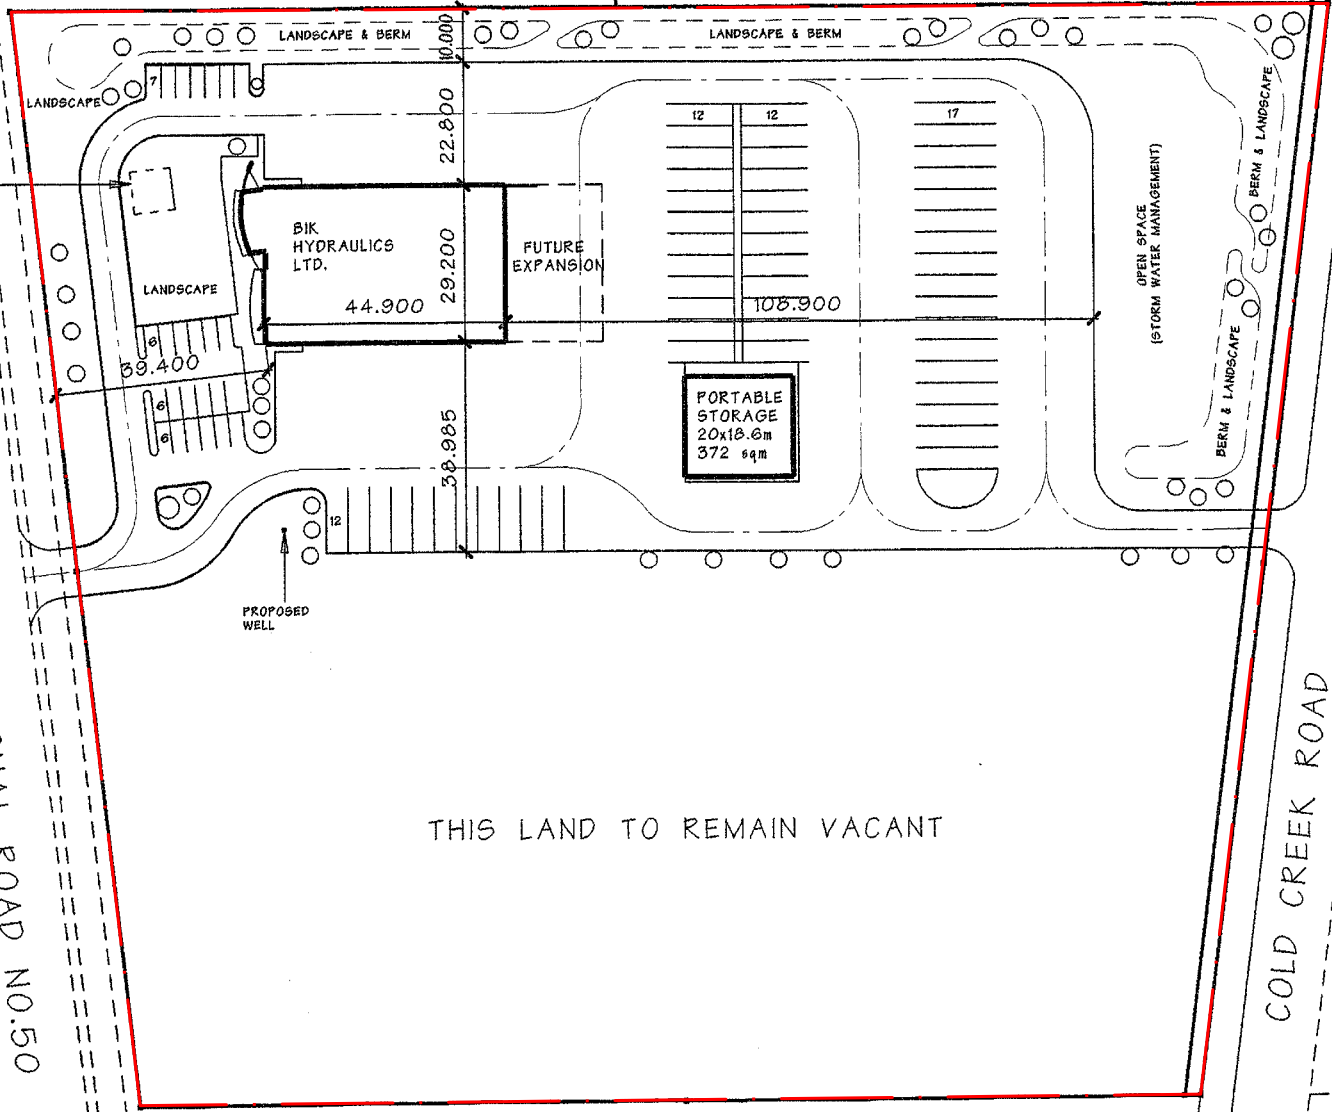 LANDSCAPE & BERM
LANDSCAPE & BERM
10.000
LANDSCAPE
7
22.800
12
12
17
BERM & LANDSCAPE
OPEN SPACE
(STORM WATER MANAGEMENT)
BIK
HYDRAULICS
LTD.
29.200
FUTURE
EXPANSION
LANDSCAPE
44.900
108.900
6
39.400
BERM & LANDSCAPE
6
6
38.985
PORTABLE
STORAGE
20x18.6m
372 sqm
12
PROPOSED
WELL
THIS LAND TO REMAIN VACANT
ROAD NO.50
COLD CREEK ROAD